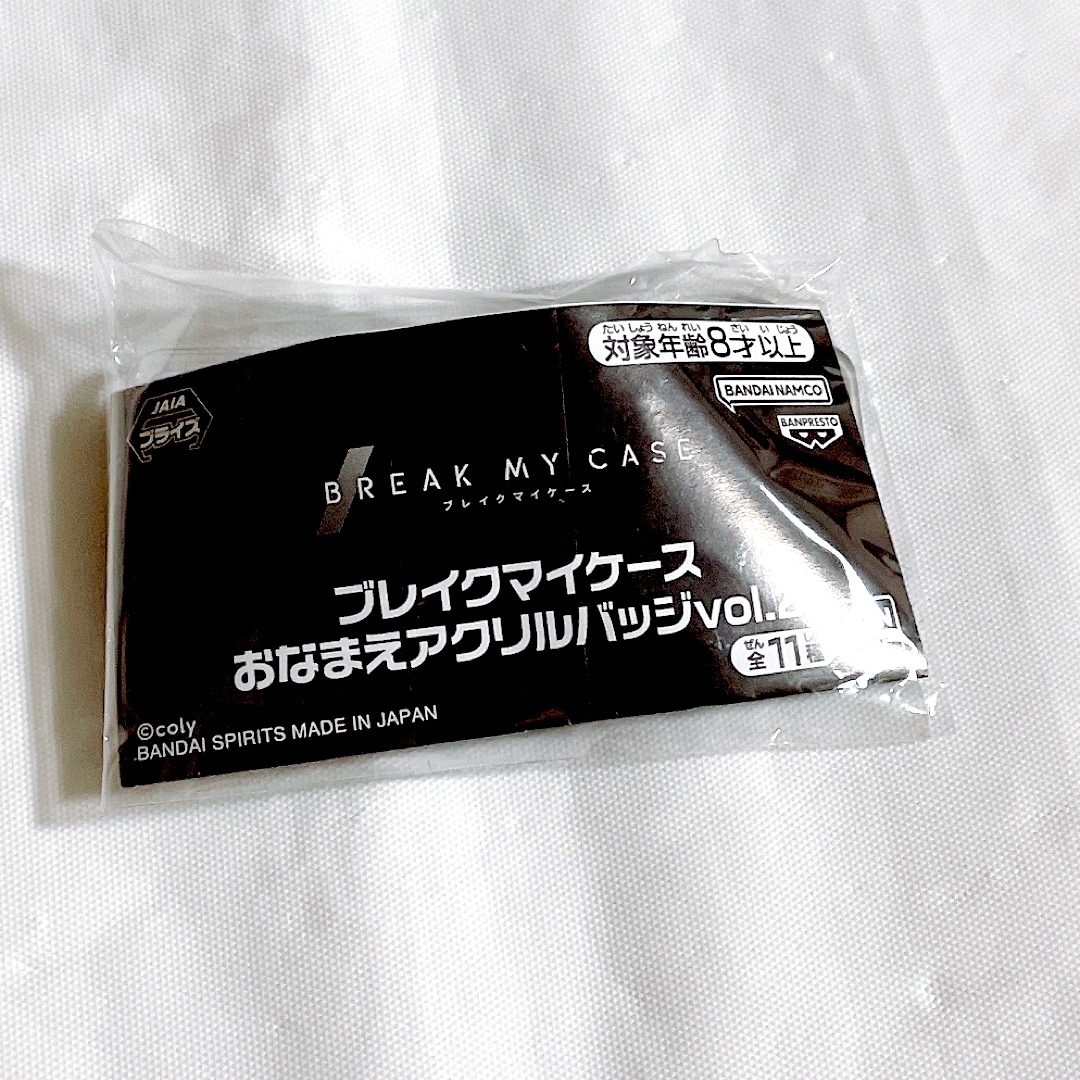 たいしょうねんれい さい いじょう
対象年齢8才以上
BANDAI NAMCO
BANPRESTO
JAIA
プライズ
BREAK MY CASE
ブレイクマイケース
ブレイクマイケース
おなまえアクリルバッジvol.
ぜん
全11種
©coly
BANDAI SPIRITS MADE IN JAPAN